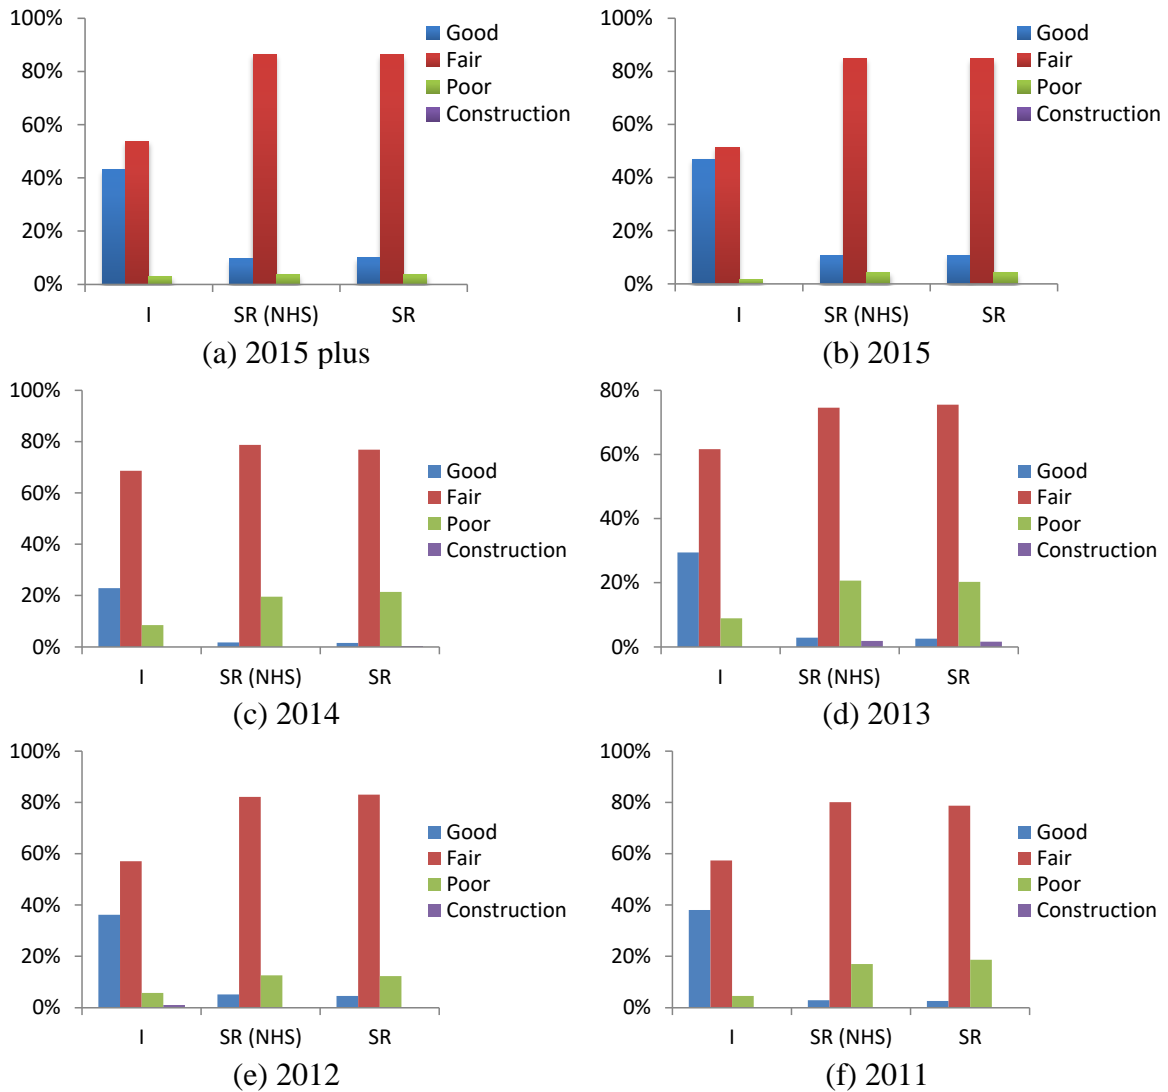 100%
80%
60%
40%
20%
0%
I SR (NHS) SR
Good
Fair
Poor
Construction
(a) 2015 plus
100%
80%
60%
40%
20%
0%
I SR (NHS) SR
Good
Fair
Poor
Construction
(b) 2015
100%
80%
60%
40%
20%
0%
I SR (NHS) SR
Good
Fair
Poor
Construction
(c) 2014
80%
60%
40%
20%
0%
I SR (NHS) SR
Good
Fair
Poor
Construction
(d) 2013
100%
80%
60%
40%
20%
0%
I SR (NHS) SR
Good
Fair
Poor
Construction
(e) 2012
100%
80%
60%
40%
20%
0%
I SR (NHS) SR
Good
Fair
Poor
Construction
(f) 2011